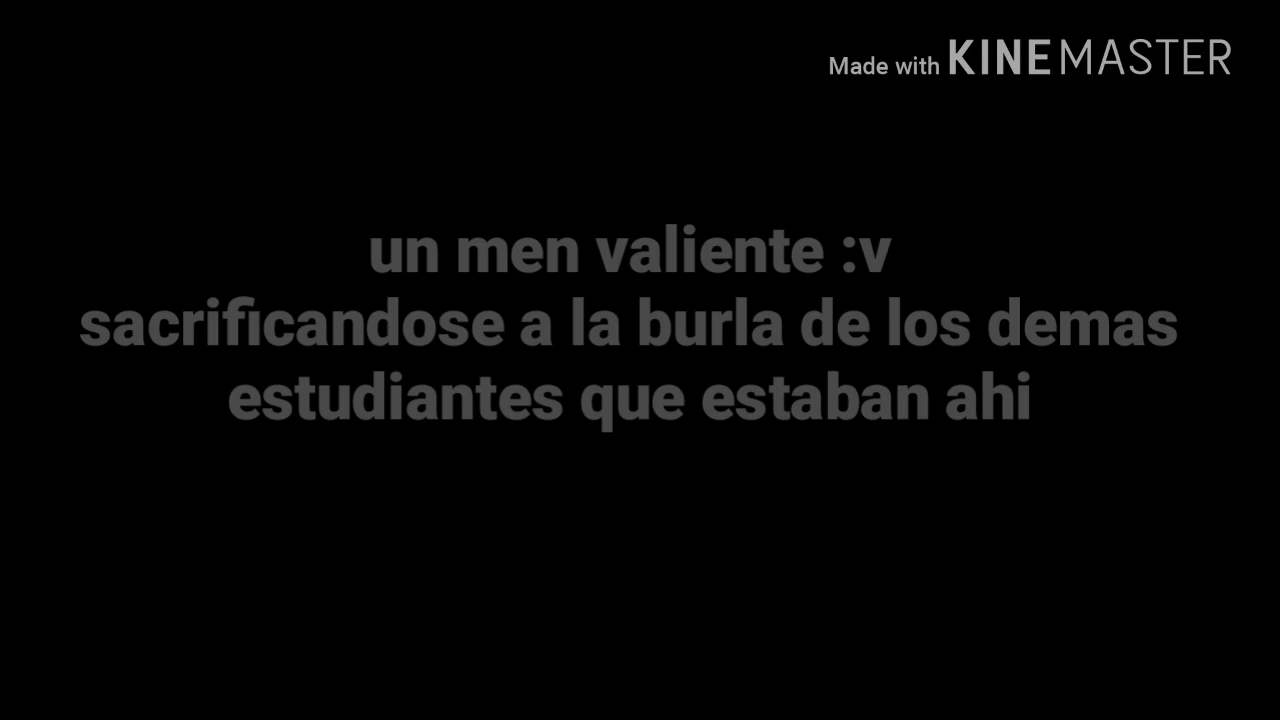 Made with KINEMASTER
un men valiente :v
sacrificandose a la burla de los demas
estudiantes que estaban ahi